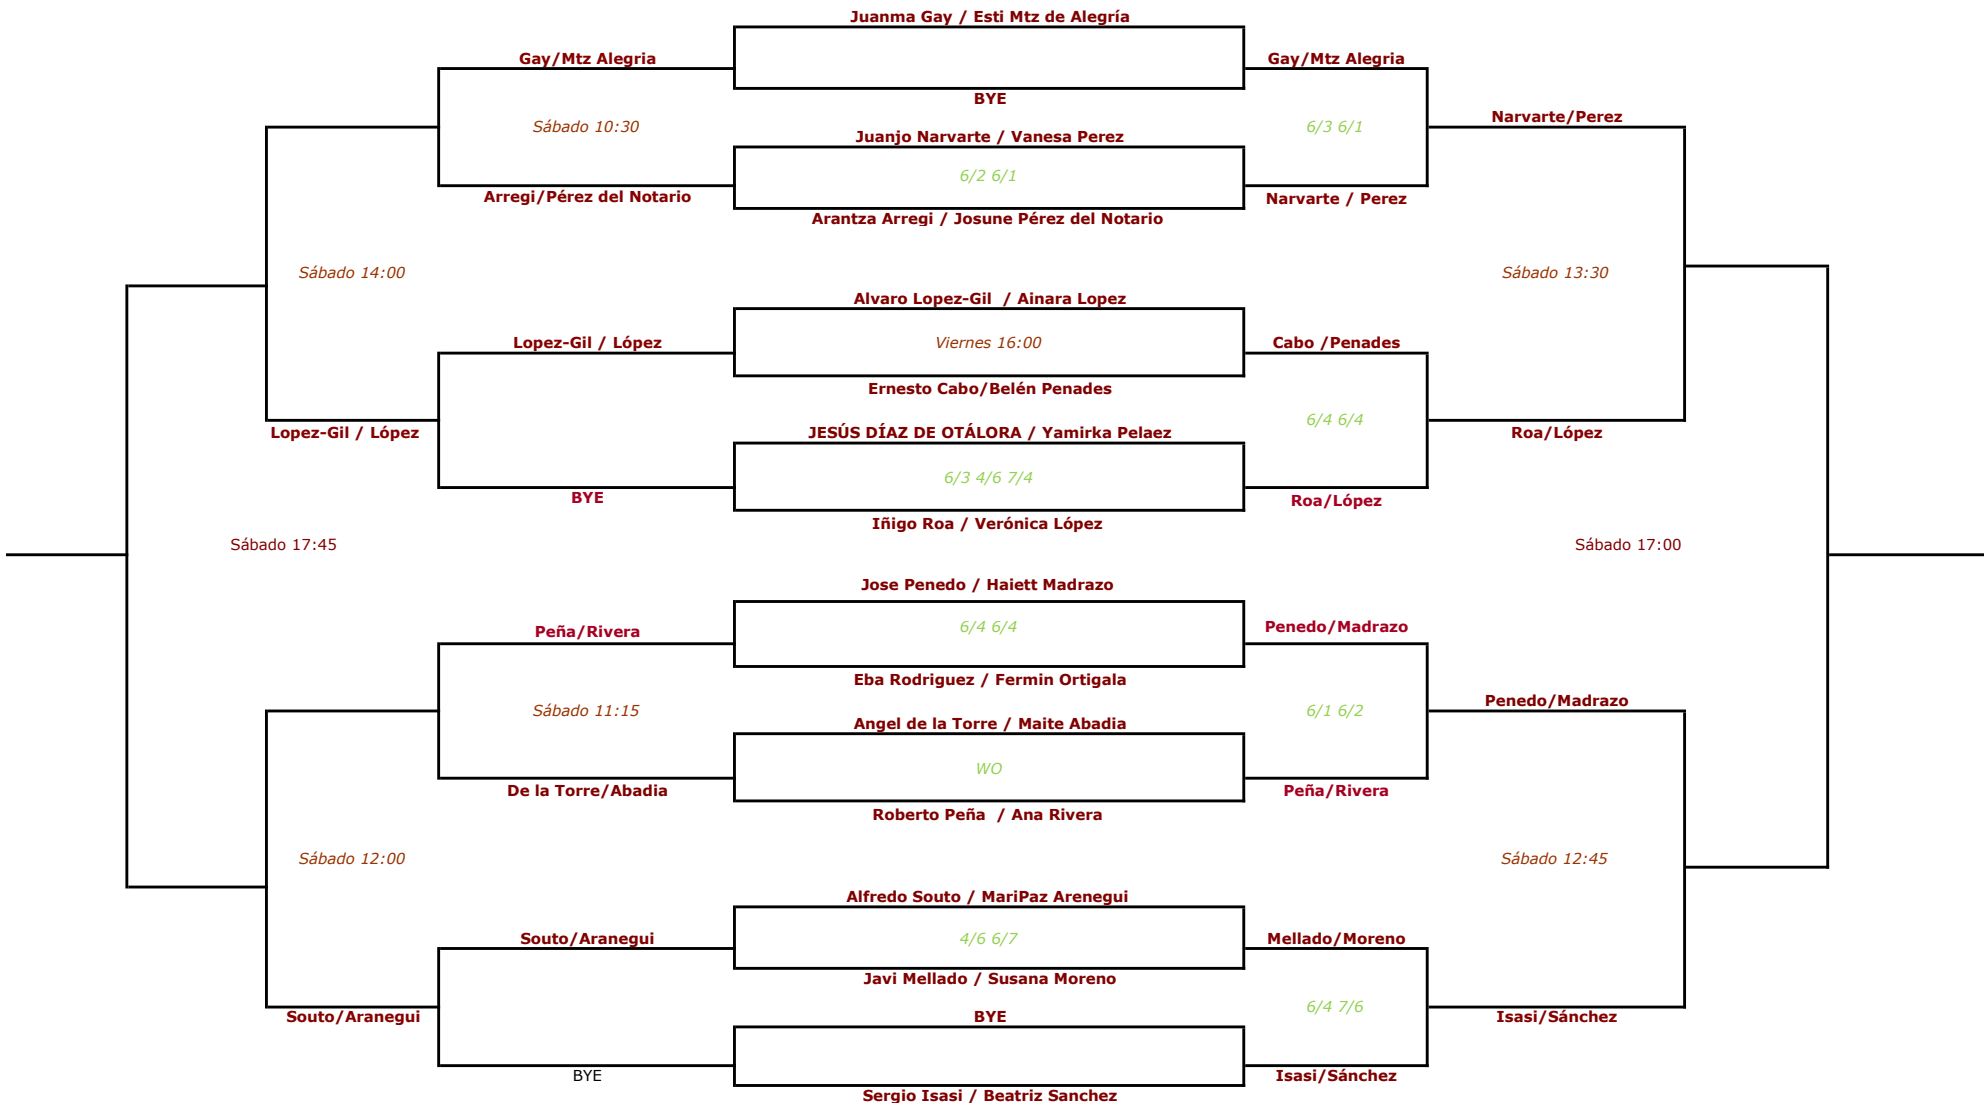 Juanma Gay / Esti Mtz de Alegría
Gay/Mtz Alegria
Gay/Mtz Alegria
BYE
Narvarte/Perez
Sábado 10:30
6/3 6/1
Juanjo Narvarte / Vanesa Perez
6/2 6/1
Arregi/Pérez del Notario
Narvarte / Perez
Arantza Arregi / Josune Pérez del Notario
Sábado 14:00
Sábado 13:30
Alvaro Lopez-Gil / Ainara Lopez
Lopez-Gil / López
Viernes 16:00
Cabo /Penades
Ernesto Cabo/Belén Penades
6/4 6/4
Lopez-Gil / López
JESÚS DÍAZ DE OTÁLORA / Yamirka Pelaez
Roa/López
6/3 4/6 7/4
BYE
Roa/López
Iñigo Roa / Verónica López
Sábado 17:45
Sábado 17:00
Jose Penedo / Haiett Madrazo
Peña/Rivera
6/4 6/4
Penedo/Madrazo
Eba Rodriguez / Fermin Ortigala
Penedo/Madrazo
Sábado 11:15
6/1 6/2
Angel de la Torre / Maite Abadia
WO
De la Torre/Abadia
Peña/Rivera
Roberto Peña / Ana Rivera
Sábado 12:00
Sábado 12:45
Alfredo Souto / MariPaz Arenegui
Souto/Aranegui
4/6 6/7
Mellado/Moreno
Javi Mellado / Susana Moreno
6/4 7/6
Souto/Aranegui
BYE
Isasi/Sánchez
BYE
Isasi/Sánchez
Sergio Isasi / Beatriz Sanchez